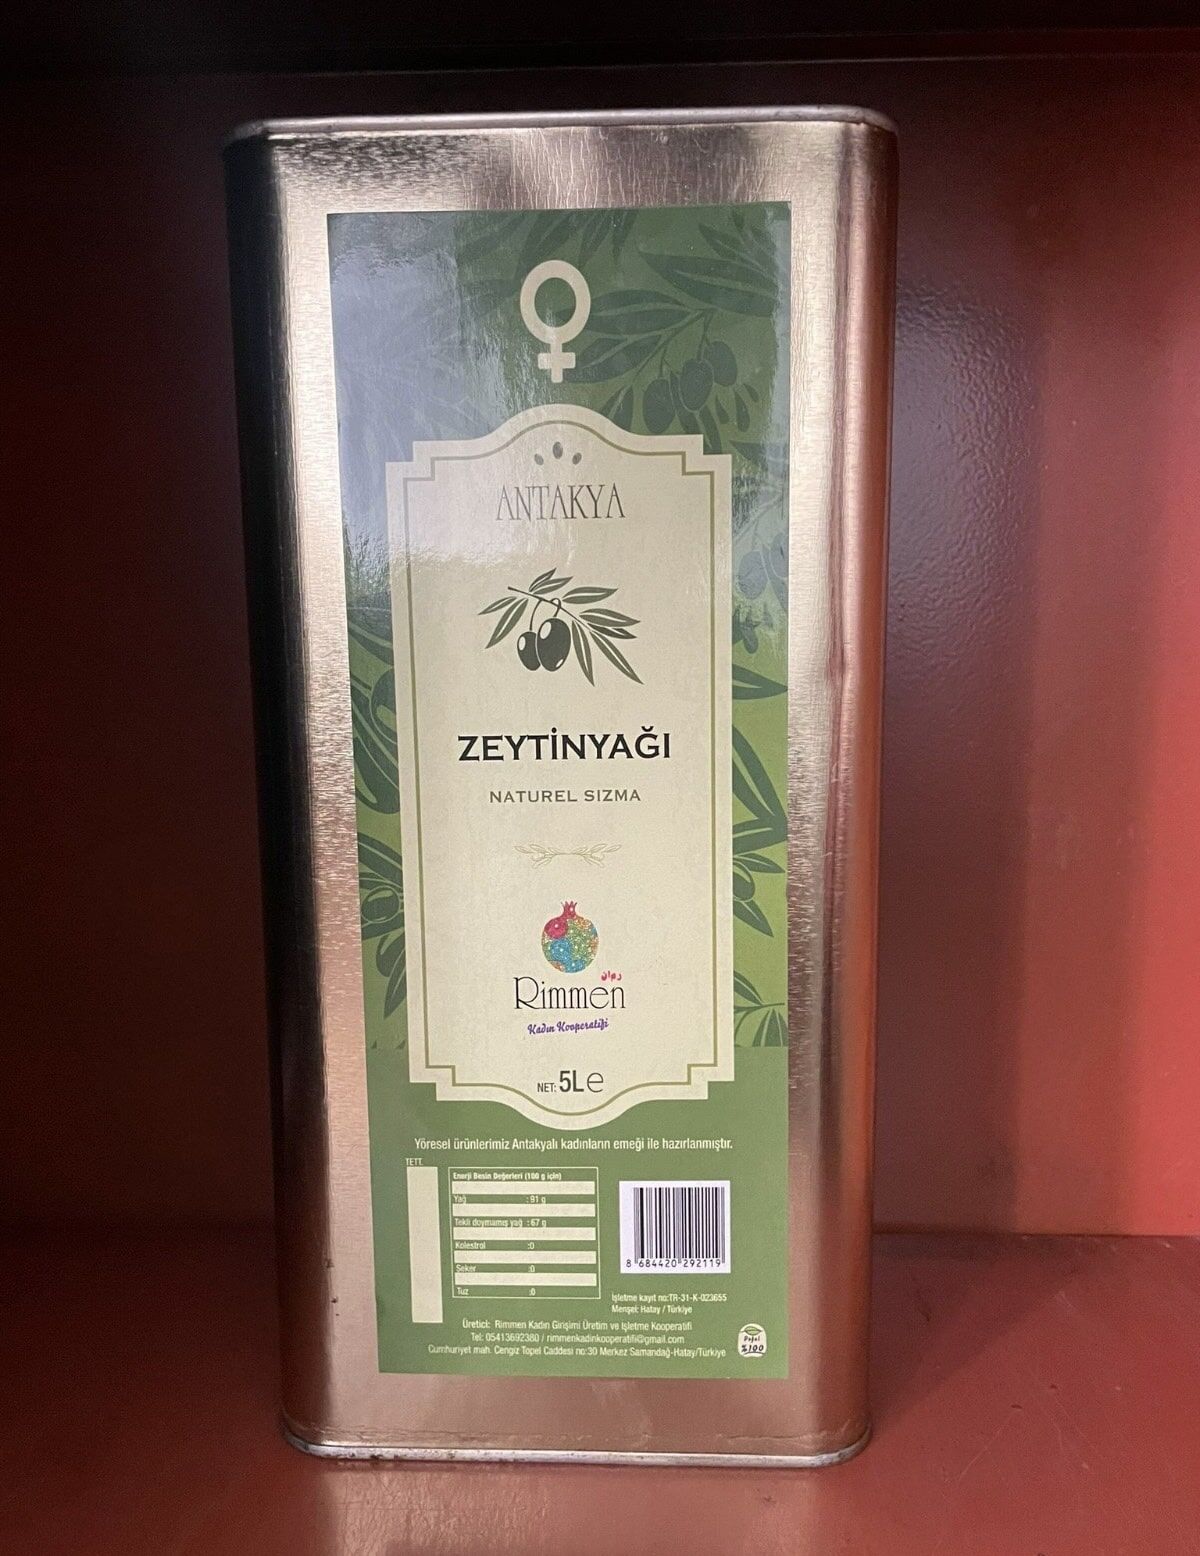 ANTAKYA
ZEYTİNYAĞI
NATUREL SIZMA
رمان
Rimmen
Kadın Kooperatifi
NET: 5L e
Yöresel ürünlerimiz Antakyalı kadınların emeği ile hazırlanmıştır.
TETT.
Enerji Besin Değerleri (100 g için)
Yağ : 91 g
Tekli doymamış yağ : 67 g
Kolestrol :0
Şeker :0
Tuz :0
8 684420 292119
İşletme kayıt no:TR-31-K-023655
Menşei: Hatay / Türkiye
Üretici: Rimmen Kadın Girişimi Üretim ve İşletme Kooperatifi
Tel: 05413692380 / rimmenkadinkooperatifi@gmail.com
Cumhuriyet mah. Cengiz Topel Caddesi no:30 Merkez Samandağ-Hatay/Türkiye
Doğal
%100